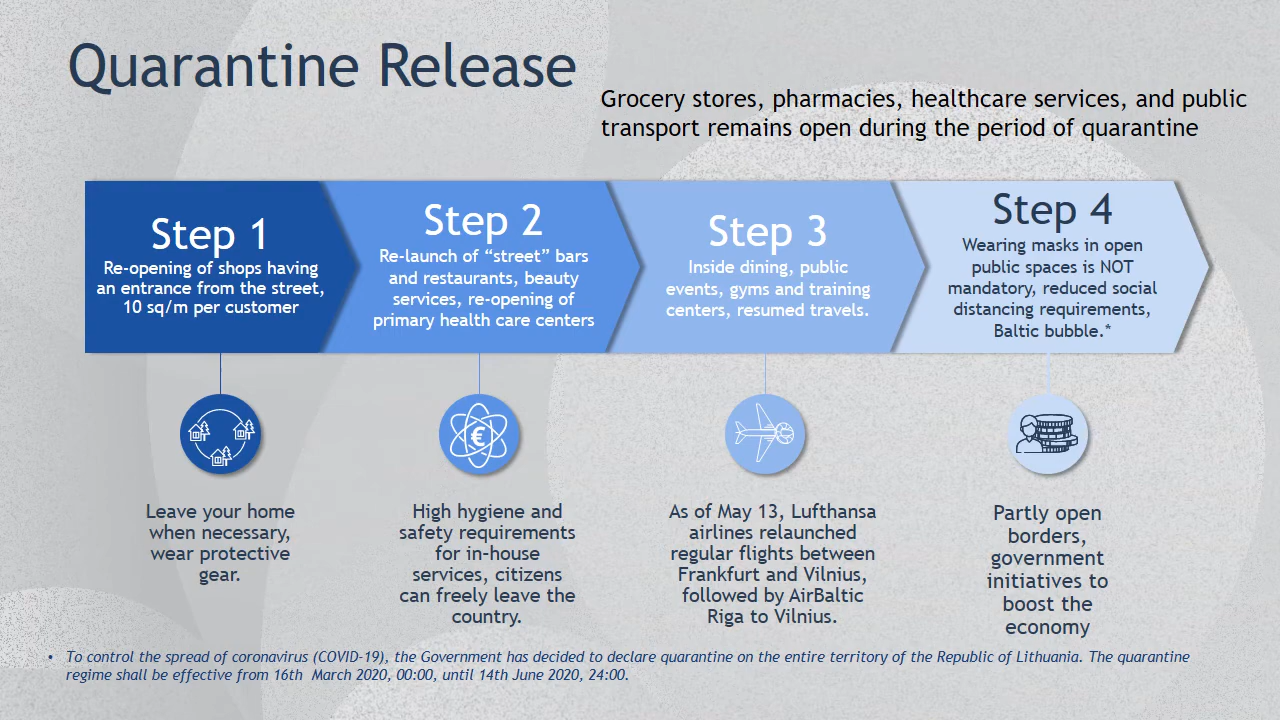 Quarantine Release
Grocery stores, pharmacies, healthcare services, and public
transport remains open during the period of quarantine
Step 1
Re-opening of shops having
an entrance from the street,
10 sq/m per customer
Step 2
Re-launch of “street” bars
and restaurants, beauty
services, re-opening of
primary health care centers
Step 3
Inside dining, public
events, gyms and training
centers, resumed travels.
Step 4
Wearing masks in open
public spaces is NOT
mandatory, reduced social
distancing requirements,
Baltic bubble.*
€
Leave your home
when necessary,
wear protective
gear.
High hygiene and
safety requirements
for in-house
services, citizens
can freely leave the
country.
As of May 13, Lufthansa
airlines relaunched
regular flights between
Frankfurt and Vilnius,
followed by AirBaltic
Riga to Vilnius.
Partly open
borders,
government
initiatives to
boost the
economy
• To control the spread of coronavirus (COVID-19), the Government has decided to declare quarantine on the entire territory of the Republic of Lithuania. The quarantine
regime shall be effective from 16th March 2020, 00:00, until 14th June 2020, 24:00.